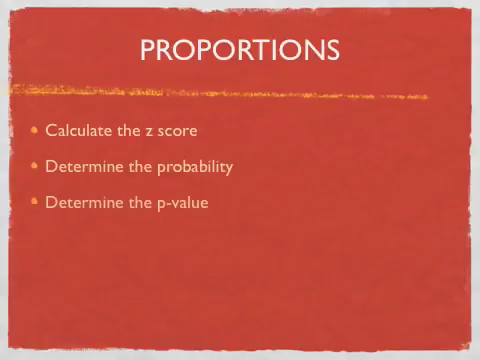 PROPORTIONS
Calculate the z score
Determine the probability
Determine the p-value